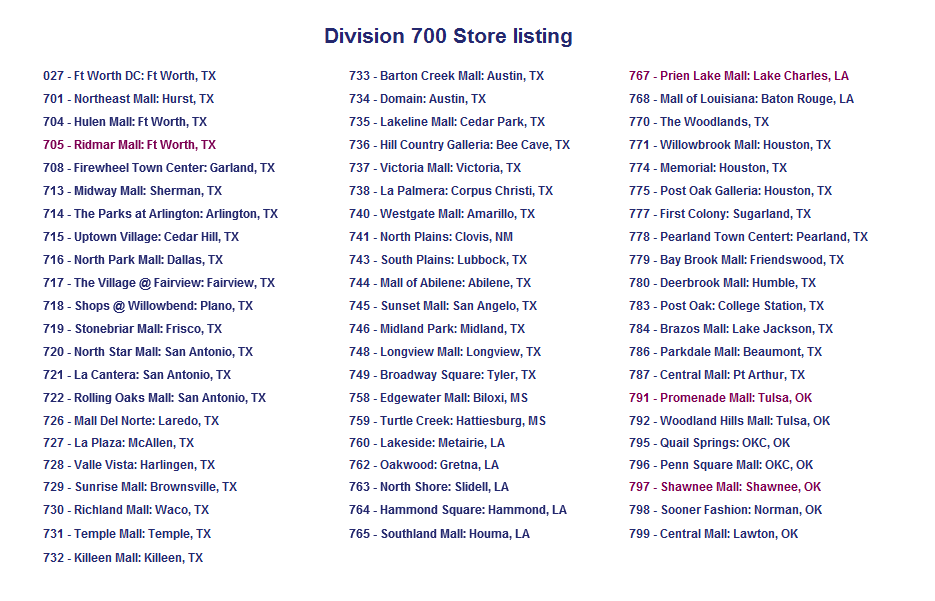 Division 700 Store listing
027 - Ft Worth DC: Ft Worth, TX
701 - Northeast Mall: Hurst, TX
704 - Hulen Mall: Ft Worth, TX
705 - Ridmar Mall: Ft Worth, TX
708 - Firewheel Town Center: Garland, TX
713 - Midway Mall: Sherman, TX
714 - The Parks at Arlington: Arlington, TX
715 - Uptown Village: Cedar Hill, TX
716 - North Park Mall: Dallas, TX
717 - The Village @ Fairview: Fairview, TX
718 - Shops @ Willowbend: Plano, TX
719 - Stonebriar Mall: Frisco, TX
720 - North Star Mall: San Antonio, TX
721 - La Cantera: San Antonio, TX
722 - Rolling Oaks Mall: San Antonio, TX
726 - Mall Del Norte: Laredo, TX
727 - La Plaza: McAllen, TX
728 - Valle Vista: Harlingen, TX
729 - Sunrise Mall: Brownsville, TX
730 - Richland Mall: Waco, TX
731 - Temple Mall: Temple, TX
732 - Killeen Mall: Killeen, TX
733 - Barton Creek Mall: Austin, TX
734 - Domain: Austin, TX
735 - Lakeline Mall: Cedar Park, TX
736 - Hill Country Galleria: Bee Cave, TX
737 - Victoria Mall: Victoria, TX
738 - La Palmera: Corpus Christi, TX
740 - Westgate Mall: Amarillo, TX
741 - North Plains: Clovis, NM
743 - South Plains: Lubbock, TX
744 - Mall of Abilene: Abilene, TX
745 - Sunset Mall: San Angelo, TX
746 - Midland Park: Midland, TX
748 - Longview Mall: Longview, TX
749 - Broadway Square: Tyler, TX
758 - Edgewater Mall: Biloxi, MS
759 - Turtle Creek: Hattiesburg, MS
760 - Lakeside: Metairie, LA
762 - Oakwood: Gretna, LA
763 - North Shore: Slidell, LA
764 - Hammond Square: Hammond, LA
765 - Southland Mall: Houma, LA
767 - Prien Lake Mall: Lake Charles, LA
768 - Mall of Louisiana: Baton Rouge, LA
770 - The Woodlands, TX
771 - Willowbrook Mall: Houston, TX
774 - Memorial: Houston, TX
775 - Post Oak Galleria: Houston, TX
777 - First Colony: Sugarland, TX
778 - Pearland Town Centert: Pearland, TX
779 - Bay Brook Mall: Friendswood, TX
780 - Deerbrook Mall: Humble, TX
783 - Post Oak: College Station, TX
784 - Brazos Mall: Lake Jackson, TX
786 - Parkdale Mall: Beaumont, TX
787 - Central Mall: Pt Arthur, TX
791 - Promenade Mall: Tulsa, OK
792 - Woodland Hills Mall: Tulsa, OK
795 - Quail Springs: OKC, OK
796 - Penn Square Mall: OKC, OK
797 - Shawnee Mall: Shawnee, OK
798 - Sooner Fashion: Norman, OK
799 - Central Mall: Lawton, OK